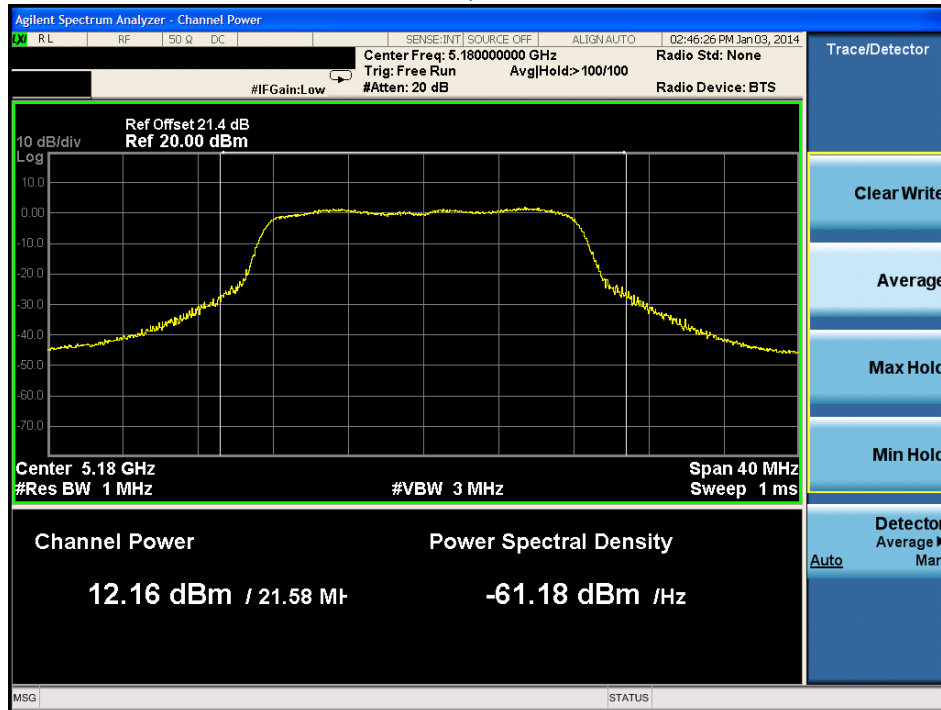 Agilent Spectrum Analyzer - Channel Power
LXI RL RF 50 Ω DC SENSE:INT SOURCE OFF ALIGN AUTO 02:46:26 PM Jan 03, 2014
Center Freq: 5.180000000 GHz Radio Std: None
Trig: Free Run Avg|Hold:> 100/100
#IFGain:Low #Atten: 20 dB Radio Device: BTS
Trace/Detector
Ref Offset 21.4 dB
10 dB/div Ref 20.00 dBm
Log
10.0
0.00
-10.0
-20.0
-30.0
-40.0
-50.0
-60.0
-70.0
Center 5.18 GHz Span 40 MHz
#Res BW 1 MHz #VBW 3 MHz Sweep 1 ms
Clear Write
Average
Max Hold
Min Hold
Detector
Average
Auto Man
Channel Power Power Spectral Density
12.16 dBm / 21.58 MH -61.18 dBm /Hz
MSG STATUS